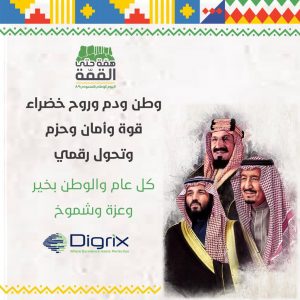 همة حتى
القمة
اليوم الوطني السعودي ٨٩
وطن ودم وروح خضراء
قوة وأمان وحزم
وتحول رقمي
كل عام والوطن بخير
وعزة وشموخ
Digrix